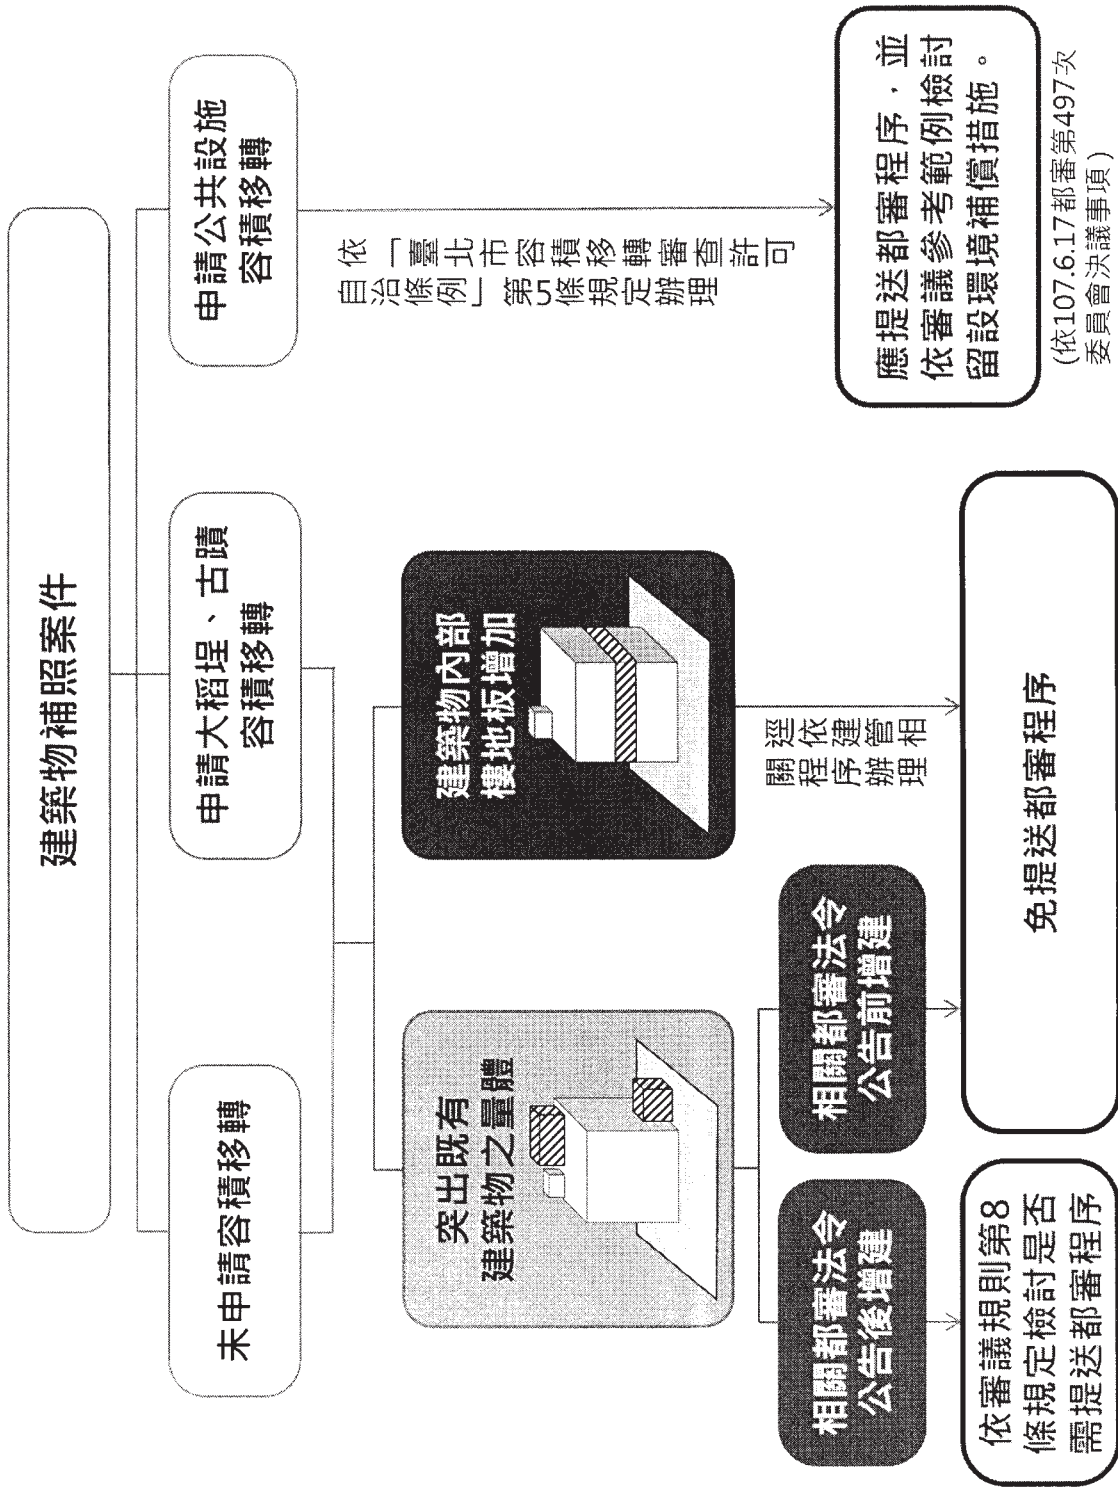 建築物補照案件
未申請容積移轉
申請大稻埕、古蹟
容積移轉
申請公共設施
容積移轉
突出既有
建築物之量體
建築物內部
樓地板增加
依「臺北市容積移轉審查許可
自治條例」第5條規定辦理
相關都審法令
公告後增建
相關都審法令
公告前增建
逕依建管相
關程序辦理
依審議規則第8
條規定檢討是否
需提送都審程序
免提送都審程序
應提送都審程序，並
依審議參考範例檢討
留設環境補償措施。
(依107.6.17都審第497次
委員會決議事項)